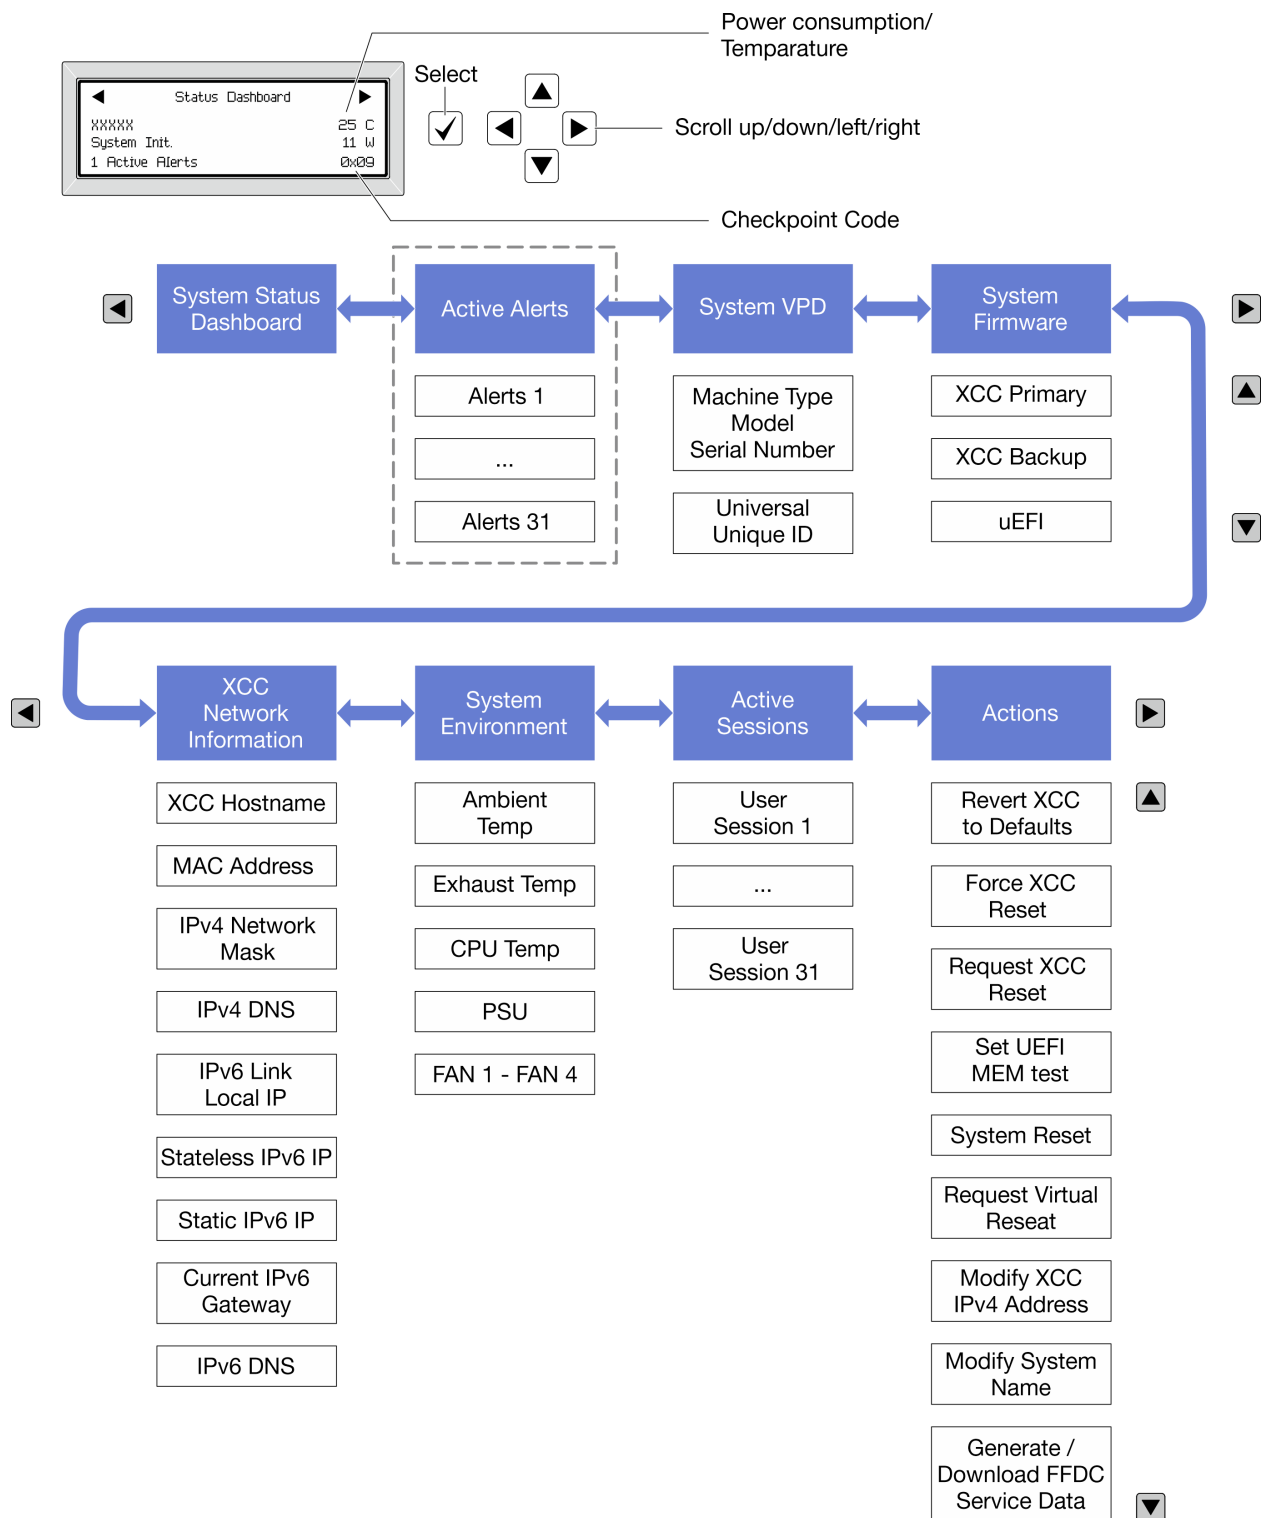 Power consumption/
Temparature
Select
Status Dashboard
XXXXX 25 C
System Init. 11 W
1 Active Alerts 0x09
Scroll up/down/left/right
Checkpoint Code
System Status
Dashboard
Active Alerts
System VPD
System
Firmware
Alerts 1
...
Alerts 31
Machine Type
Model
Serial Number
Universal
Unique ID
XCC Primary
XCC Backup
uEFI
XCC
Network
Information
System
Environment
Active
Sessions
Actions
XCC Hostname
MAC Address
IPv4 Network
Mask
IPv4 DNS
IPv6 Link
Local IP
Stateless IPv6 IP
Static IPv6 IP
Current IPv6
Gateway
IPv6 DNS
Ambient
Temp
Exhaust Temp
CPU Temp
PSU
FAN 1 - FAN 4
User
Session 1
...
User
Session 31
Revert XCC
to Defaults
Force XCC
Reset
Request XCC
Reset
Set UEFI
MEM test
System Reset
Request Virtual
Reseat
Modify XCC
IPv4 Address
Modify System
Name
Generate /
Download FFDC
Service Data